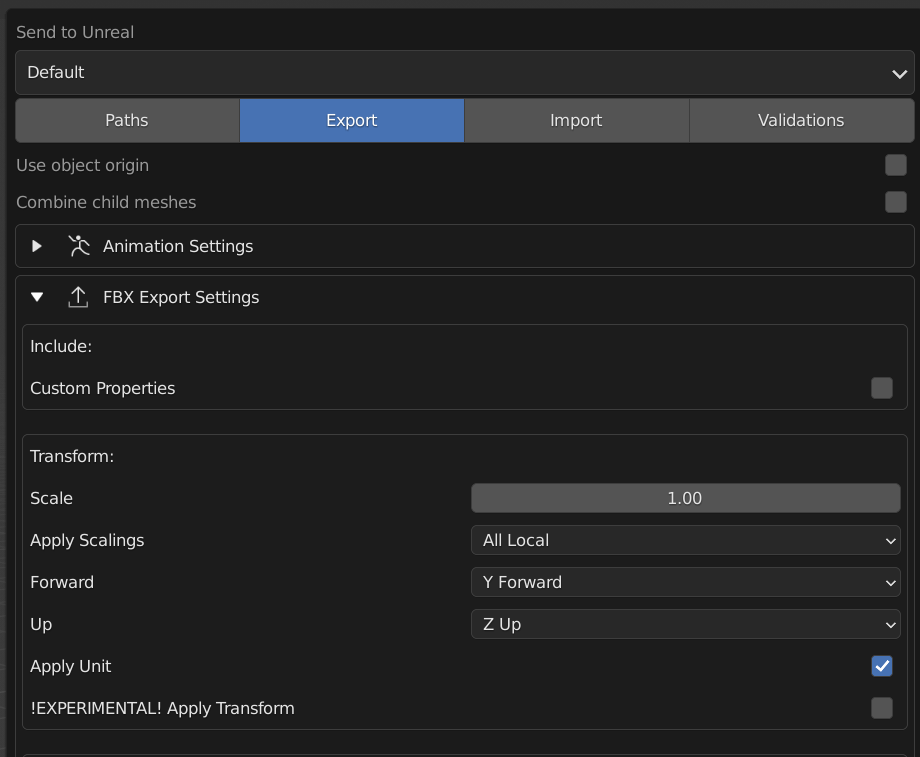 Send to Unreal
Default
Paths Export Import Validations
Use object origin
Combine child meshes
Animation Settings
FBX Export Settings
Include:
Custom Properties
Transform:
Scale 1.00
Apply Scalings All Local
Forward Y Forward
Up Z Up
Apply Unit
!EXPERIMENTAL! Apply Transform